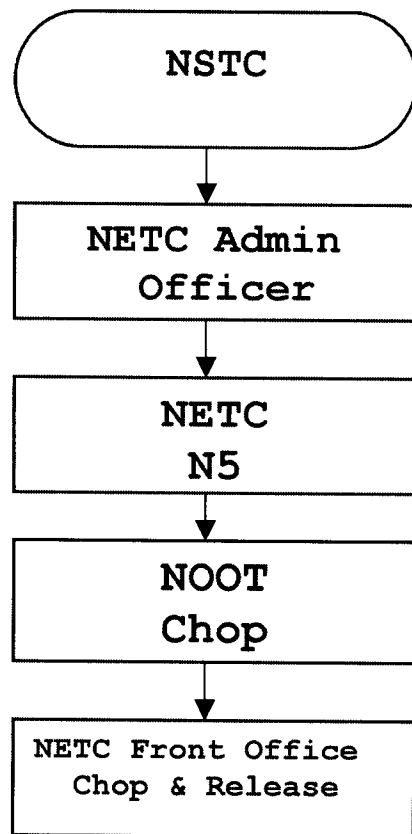 NSTC
NETC Admin
Officer
NETC
N5
NOOT
Chop
NETC Front Office
Chop & Release